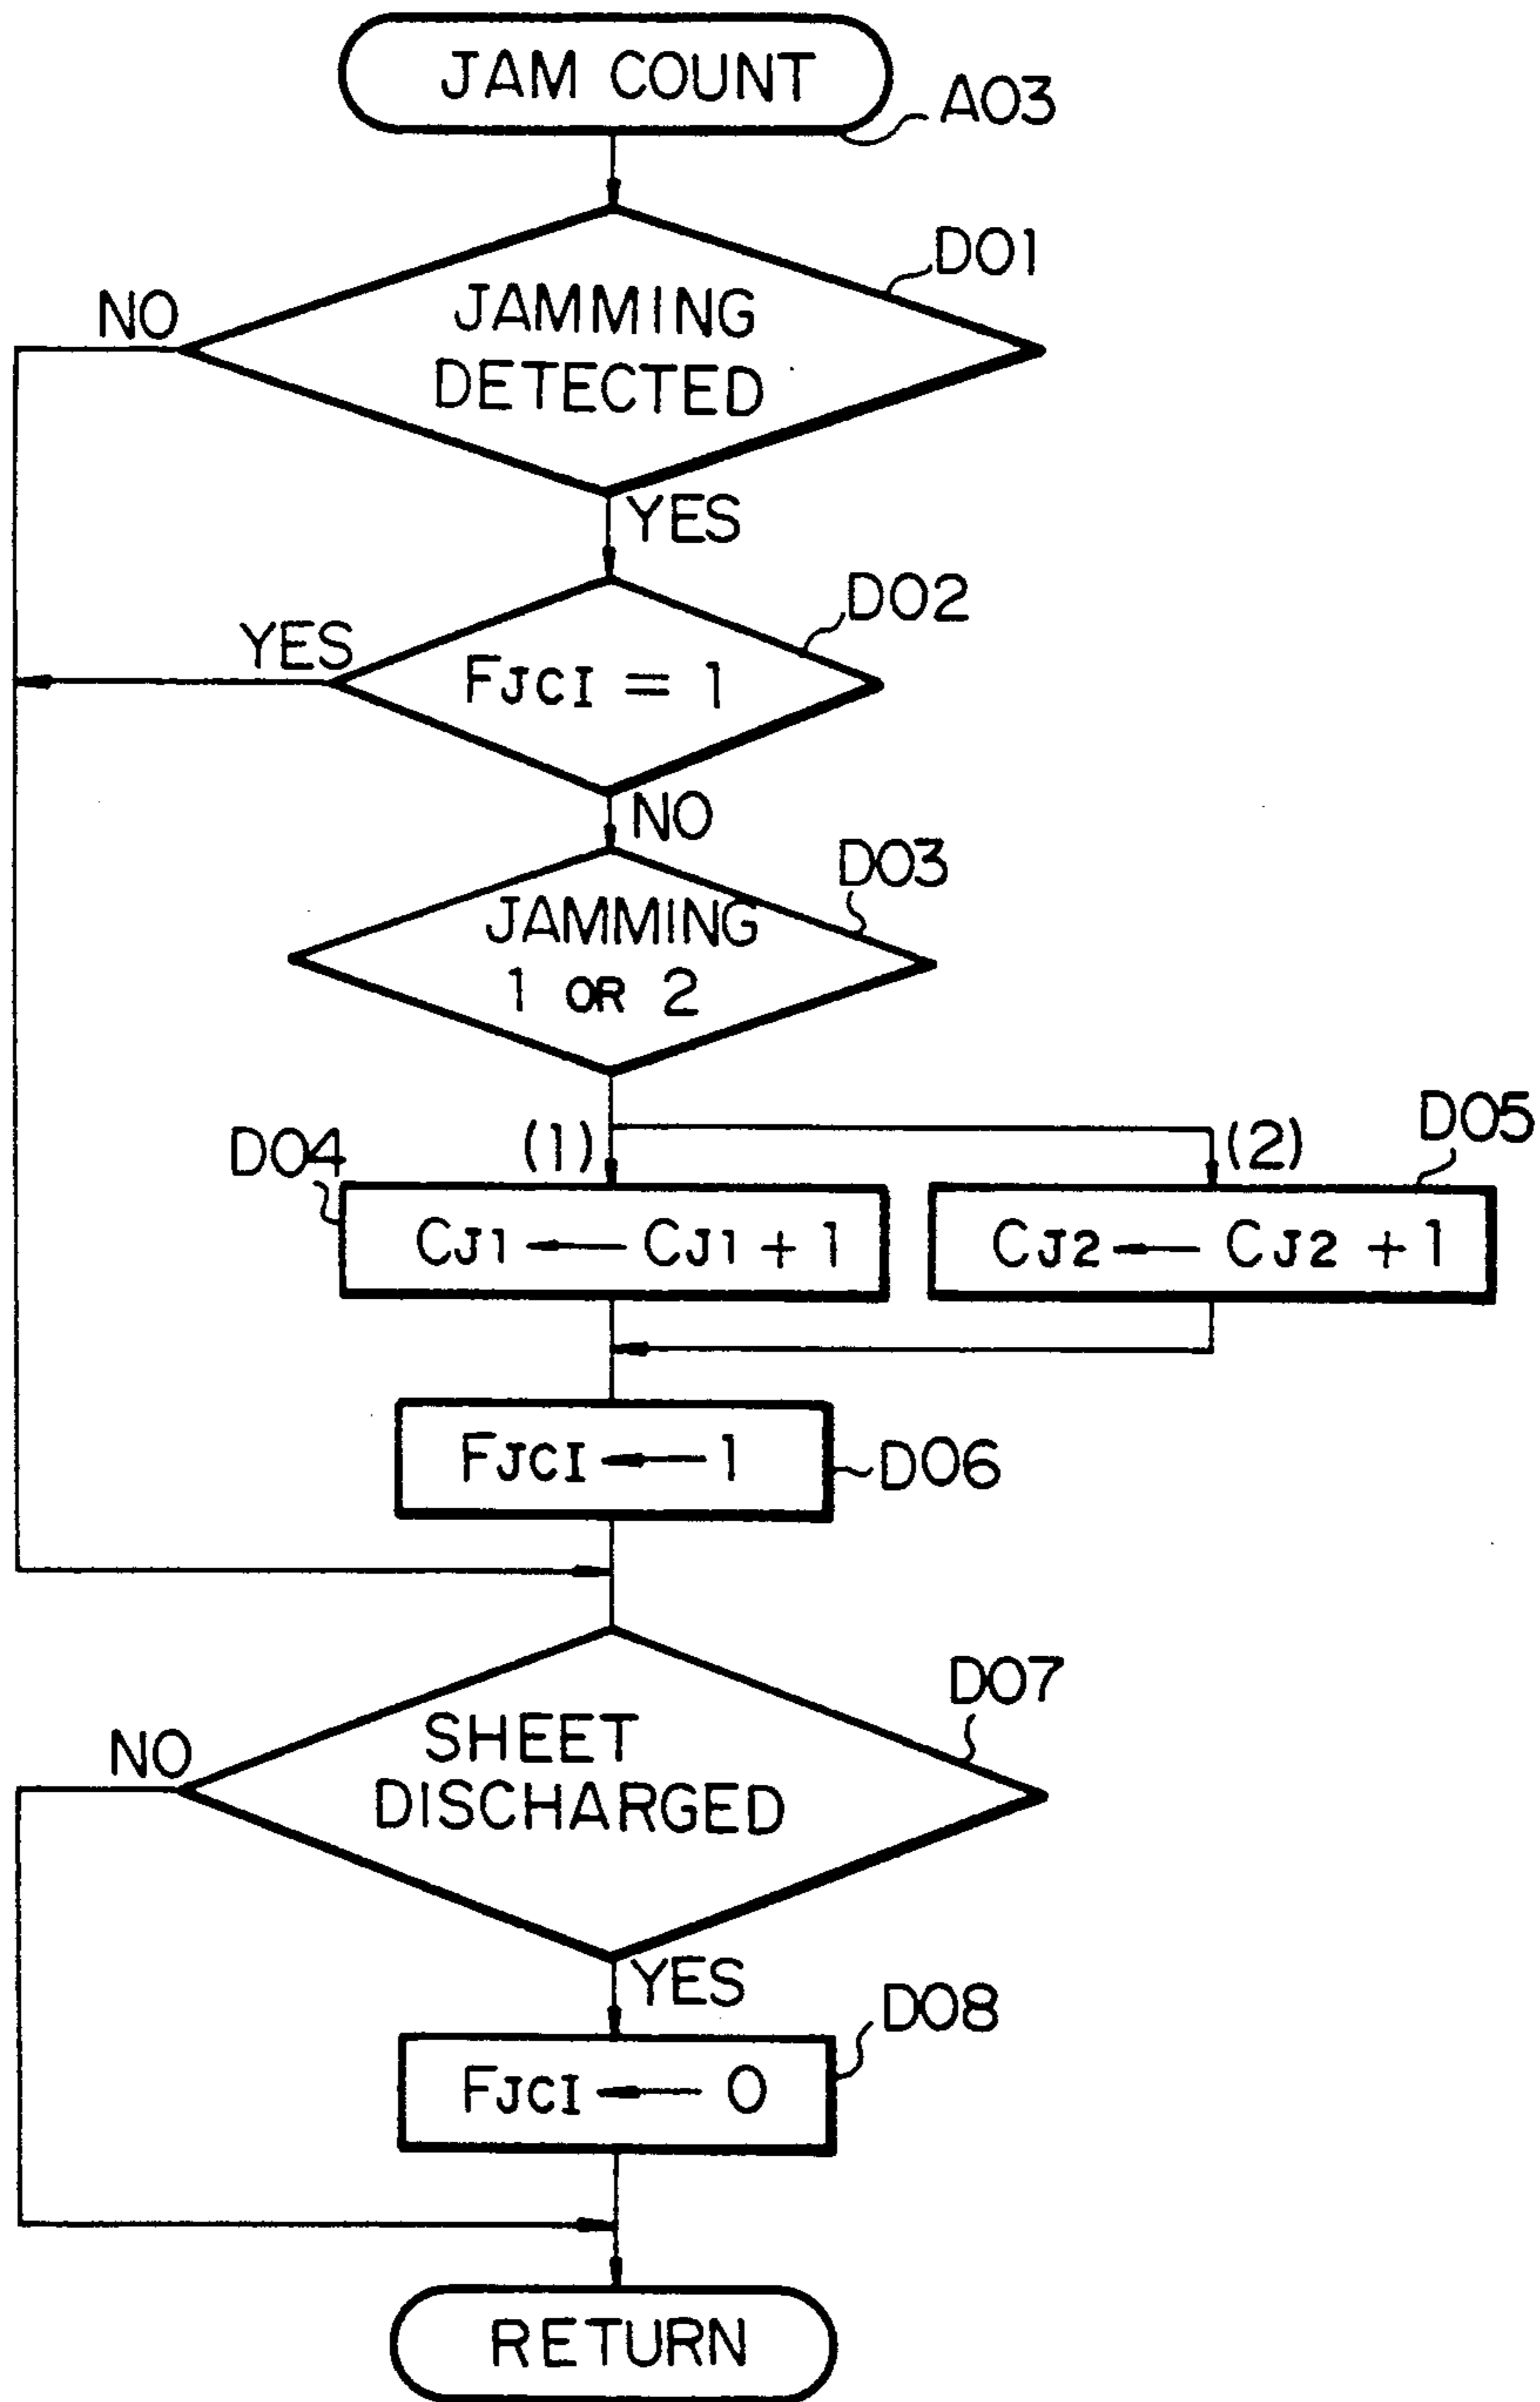 JAM COUNT
A03
D01
NO
JAMMING
DETECTED
YES
D02
YES
FJCI = 1
NO
D03
JAMMING
1 OR 2
D04
(1)
(2)
D05
CJ1 ← CJ1 + 1
CJ2 ← CJ2 + 1
FJCI ← 1
D06
D07
NO
SHEET
DISCHARGED
YES
D08
FJCI ← 0
RETURN